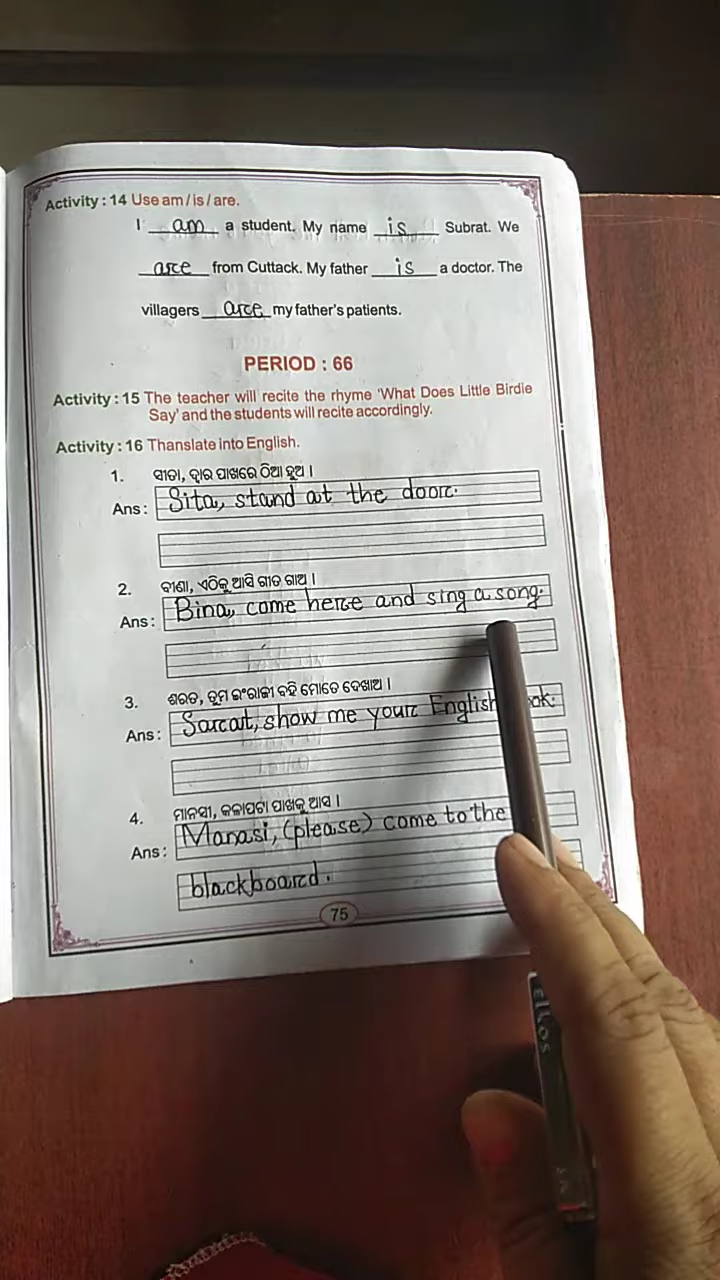 Activity : 14 Use am / is / are.
I am a student. My name is Subrat. We
are from Cuttack. My father is a doctor. The
villagers are my father's patients.
PERIOD : 66
Activity : 15 The teacher will recite the rhyme 'What Does Little Birdie
Say' and the students will recite accordingly.
Activity : 16 Thanslate into English.
1. ସୀତା, ଦ୍ବାର ପାଖରେ ଠିଆ ହୁଅ ।
Ans : Sita, stand at the door.
2. ବୀଣା, ଏଠିକୁ ଆସି ଗୀତ ଗାଅ ।
Ans : Bina, come here and sing a song.
3. ଶରତ, ତୁମ ଇଂରାଜୀ ବହି ମୋତେ ଦେଖାଅ ।
Ans : Sarat, show me your English
4. ମାନସୀ, କଳାପଟା ପାଖକୁ ଆସ ।
Ans : Manasi, (please) come to the
blackboard.
75
ellos